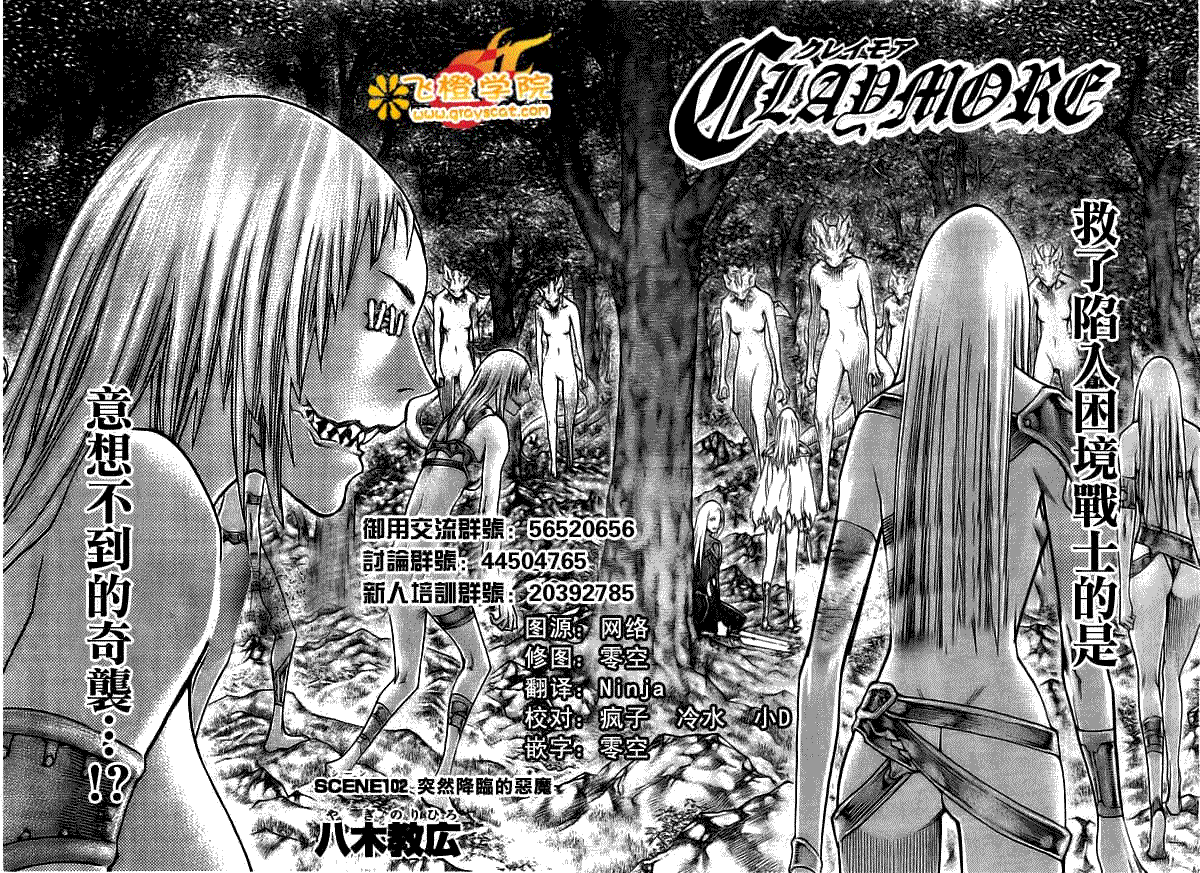 飞橙学院
www.grayscat.com
クレイモア
CLAYMORE
救了陷入困境戰士的是
意想不到的奇襲…!?
御用交流群號：56520656
討論群號：44504765
新人培訓群號：20392785
图源：网络
修图：零空
翻译：Ninja
校对：疯子 冷水 小D
嵌字：零空
SCENE102 突然降臨的惡魔
やぎのりひろ
八木教広